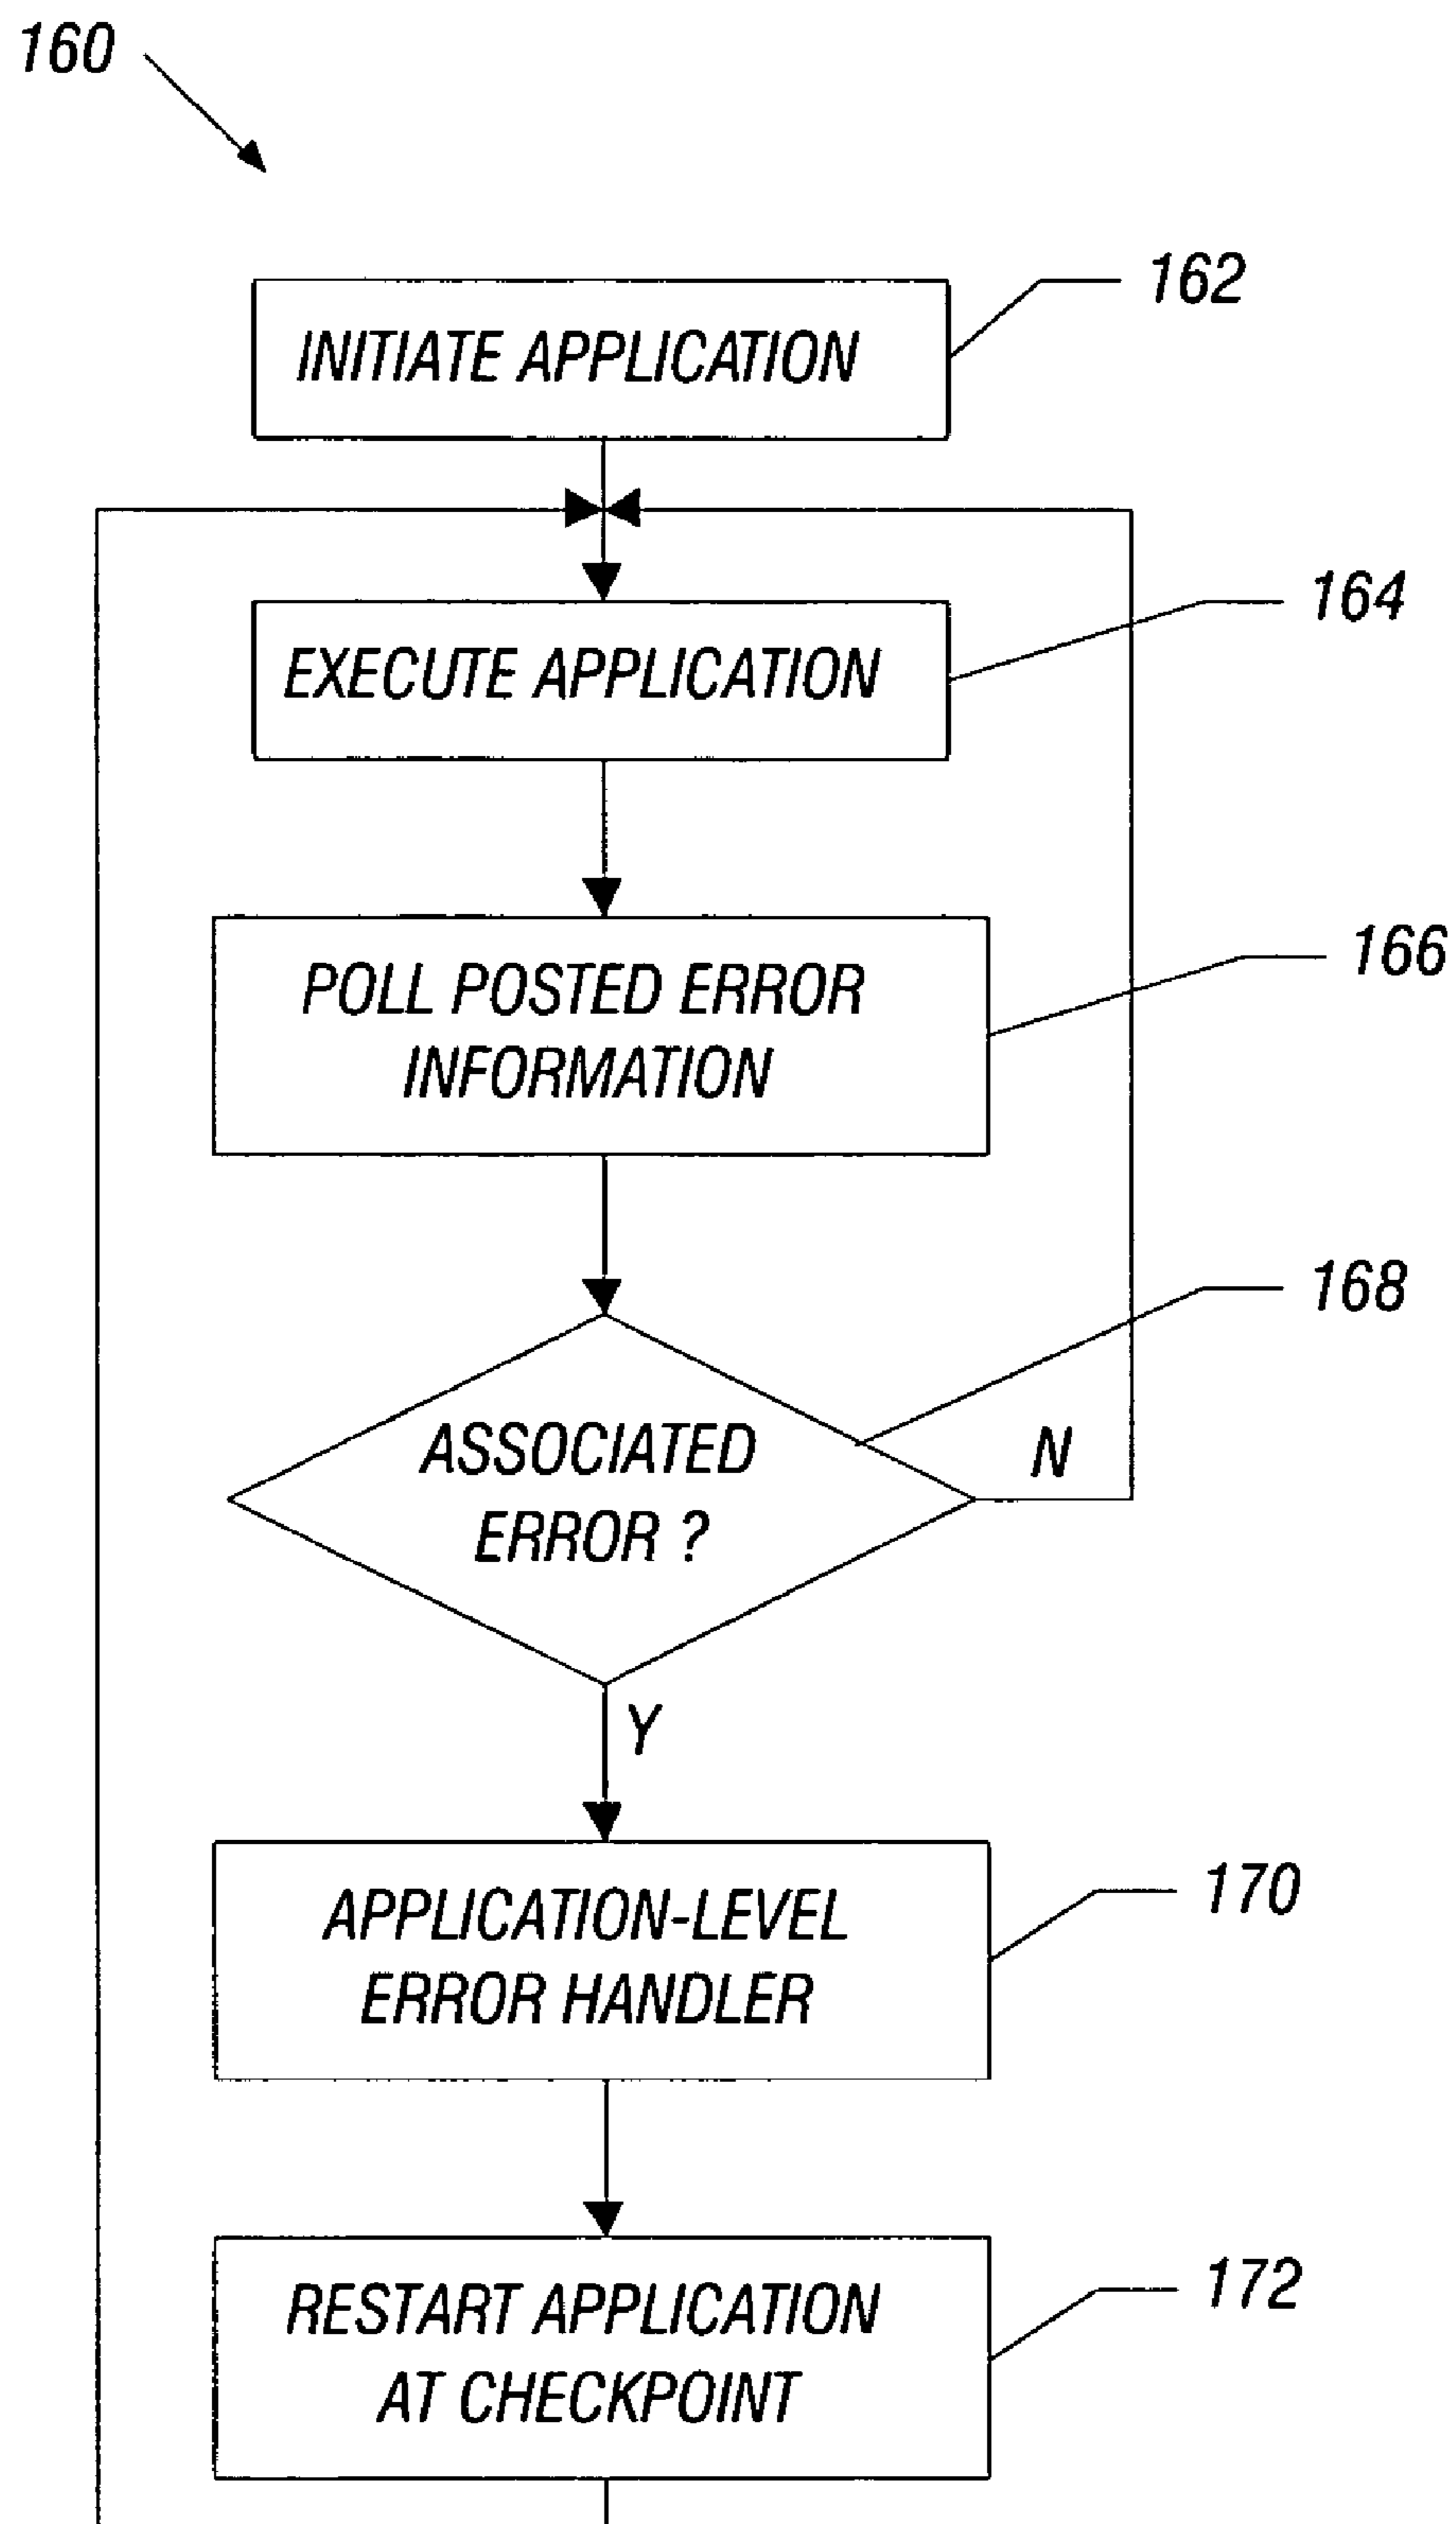 160
162
INITIATE APPLICATION
164
EXECUTE APPLICATION
166
POLL POSTED ERROR
INFORMATION
168
ASSOCIATED
ERROR ?
N
Y
170
APPLICATION-LEVEL
ERROR HANDLER
172
RESTART APPLICATION
AT CHECKPOINT